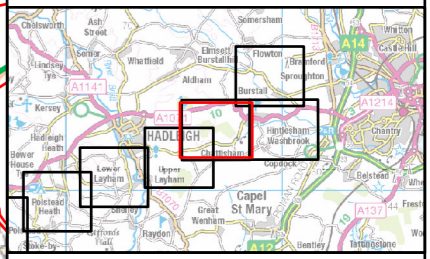 Chelsworth
Ash
Street
Somersham
Whitton
Castle Hill
Lindsey
Tye
Semer
Whatfield
Elmsett
Burstallhill
Flowton
Bramford
Sproughton
A14
A1141
Aldham
Burstall
Kersey
A1071
10
A1214
Hadleigh
Heath
HADLEIGH
Hintlesham
Washbrook
Chantry
Bower
House
Chattisham
Copdock
Lower
Layham
Upper
Layham
Belstead
Polstead
Heath
Shelley
Capel
St Mary
A137
Great
Wenham
Raydon
Stoke-by
A12
Bentley
Tattingstone